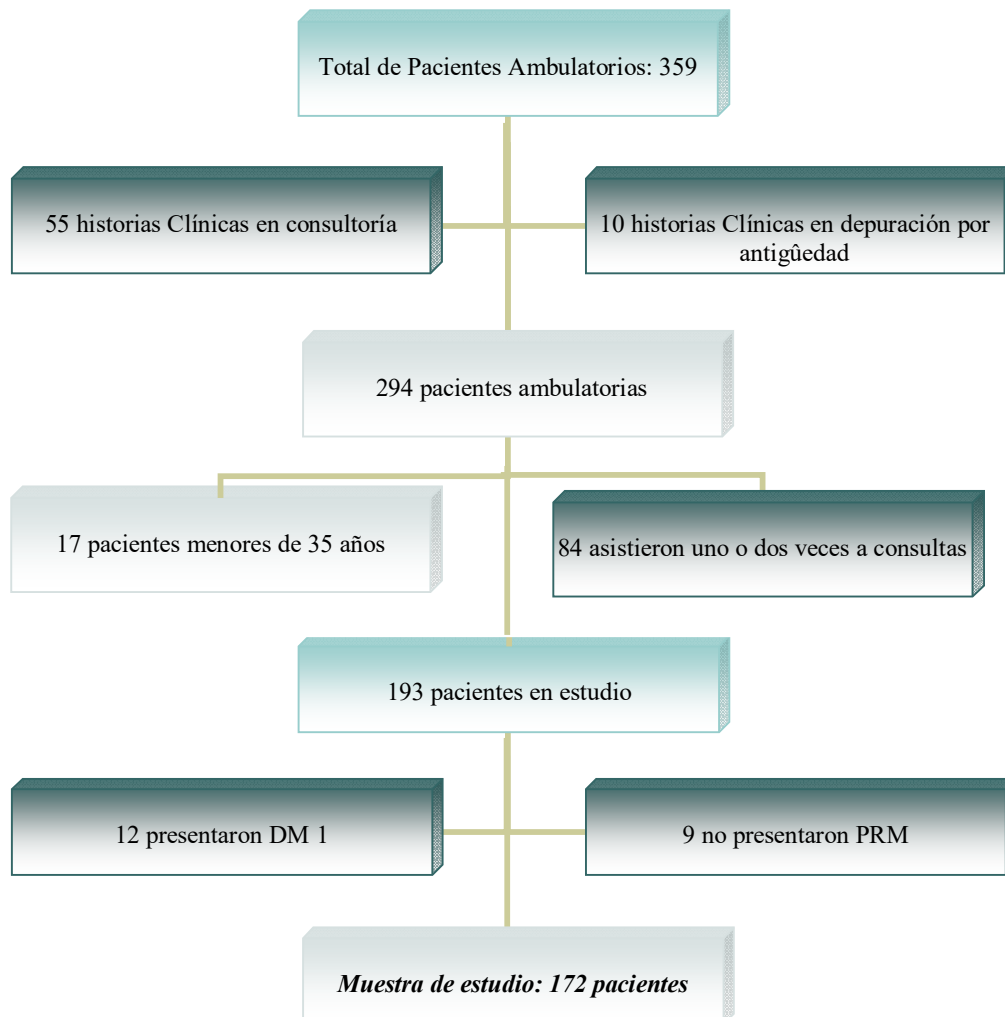 Total de Pacientes Ambulatorios: 359
55 historias Clínicas en consultoría
10 historias Clínicas en depuración por
antigûedad
294 pacientes ambulatorias
17 pacientes menores de 35 años
84 asistieron uno o dos veces a consultas
193 pacientes en estudio
12 presentaron DM 1
9 no presentaron PRM
Muestra de estudio: 172 pacientes